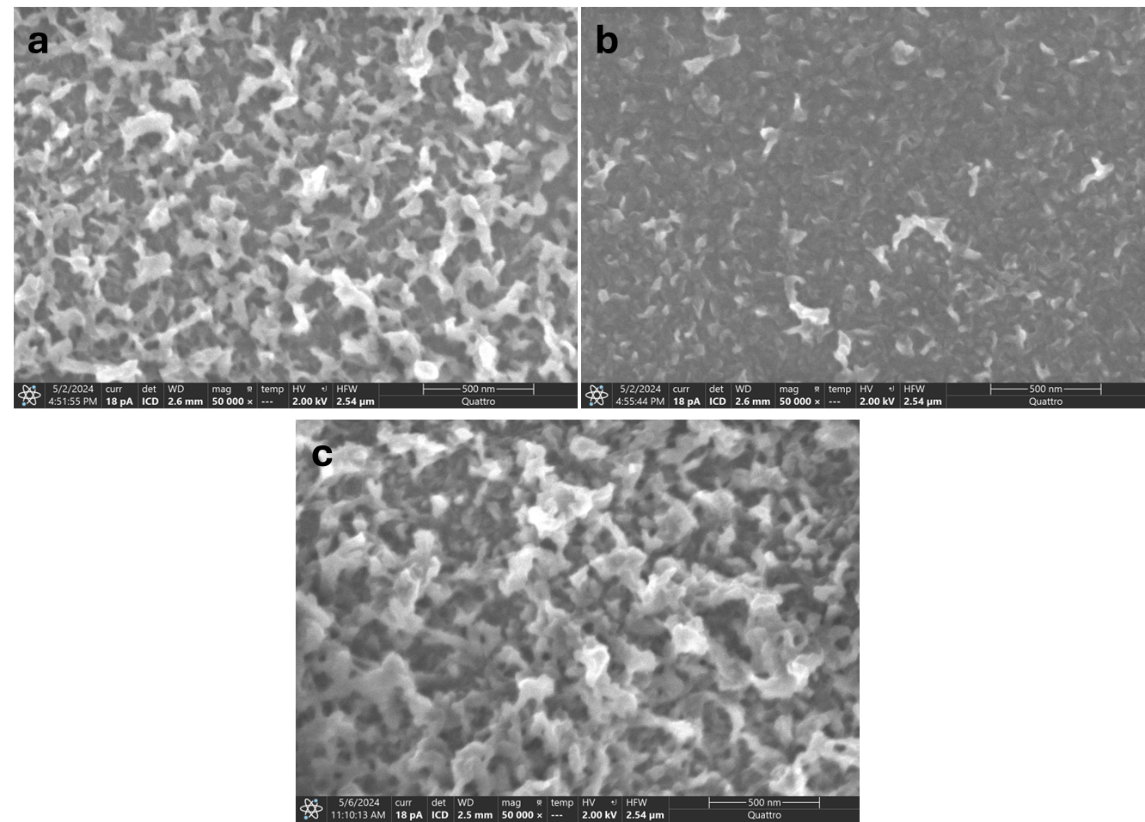 a
5/2/2024 curr det WD mag temp HV HFW 500 nm
4:51:55 PM 18 pA ICD 2.6 mm 50 000 × --- 2.00 kV 2.54 µm Quattro
b
5/2/2024 curr det WD mag temp HV HFW 500 nm
4:55:44 PM 18 pA ICD 2.6 mm 50 000 × --- 2.00 kV 2.54 µm Quattro
c
5/6/2024 curr det WD mag temp HV HFW 500 nm
11:10:13 AM 18 pA ICD 2.5 mm 50 000 × --- 2.00 kV 2.54 µm Quattro